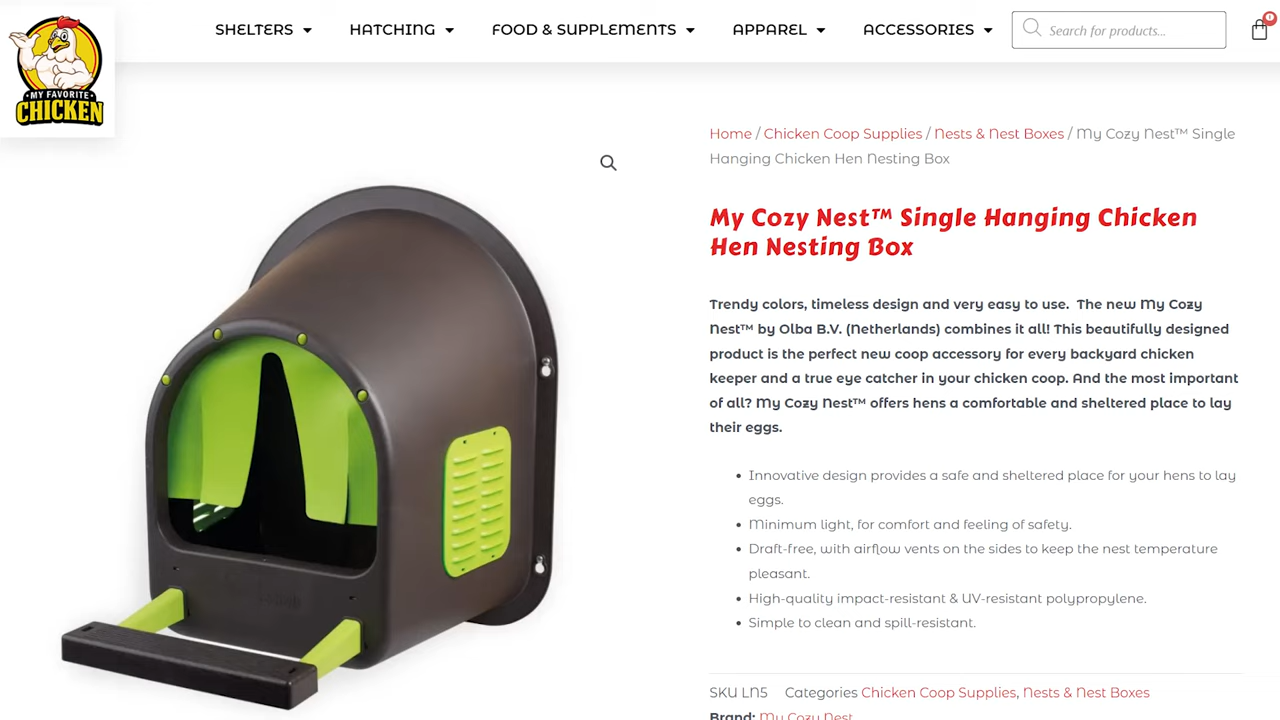 SHELTERS
HATCHING
FOOD & SUPPLEMENTS
APPAREL
ACCESSORIES
Search for products...
0
MY FAVORITE
CHICKEN
Home / Chicken Coop Supplies / Nests & Nest Boxes / My Cozy Nest™ Single
Hanging Chicken Hen Nesting Box
My Cozy Nest™ Single Hanging Chicken
Hen Nesting Box
Trendy colors, timeless design and very easy to use. The new My Cozy
Nest™ by Olba B.V. (Netherlands) combines it all! This beautifully designed
product is the perfect new coop accessory for every backyard chicken
keeper and a true eye catcher in your chicken coop. And the most important
of all? My Cozy Nest™ offers hens a comfortable and sheltered place to lay
their eggs.
• Innovative design provides a safe and sheltered place for your hens to lay
eggs.
• Minimum light, for comfort and feeling of safety.
• Draft-free, with airflow vents on the sides to keep the nest temperature
pleasant.
• High-quality impact-resistant & UV-resistant polypropylene.
• Simple to clean and spill-resistant.
SKU LN5 Categories Chicken Coop Supplies, Nests & Nest Boxes
Brand: My Cozy Nest